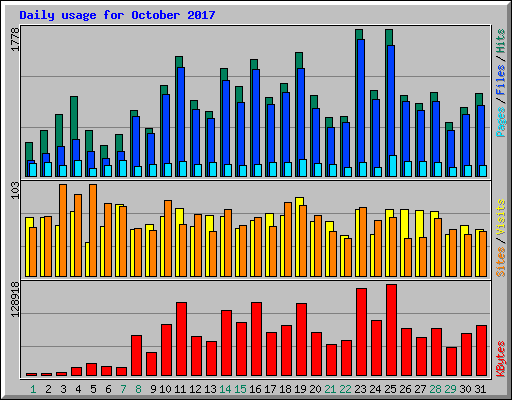 Daily usage for October 2017
1778
Pages / Files / Hits
103
Sites / Visits
128918
KBytes
1 2 3 4 5 6 7 8 9 10 11 12 13 14 15 16 17 18 19 20 21 22 23 24 25 26 27 28 29 30 31